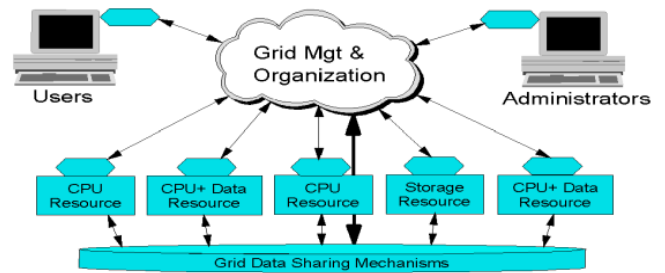 Grid Mgt &
Organization
Users
Administrators
CPU
Resource
CPU+ Data
Resource
CPU
Resource
Storage
Resource
CPU+ Data
Resource
Grid Data Sharing Mechanisms